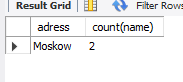 Result Grid Filter Rows
adress count(name)
Moskow 2